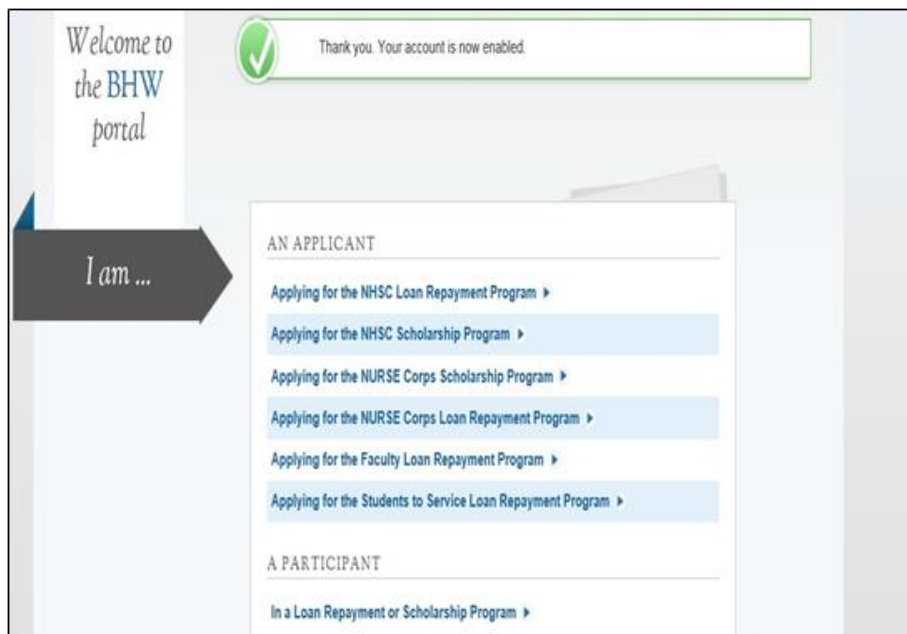 Welcome to
the BHW
portal
Thank you. Your account is now enabled.
I am ...
AN APPLICANT
Applying for the NHSC Loan Repayment Program
Applying for the NHSC Scholarship Program
Applying for the NURSE Corps Scholarship Program
Applying for the NURSE Corps Loan Repayment Program
Applying for the Faculty Loan Repayment Program
Applying for the Students to Service Loan Repayment Program
A PARTICIPANT
In a Loan Repayment or Scholarship Program